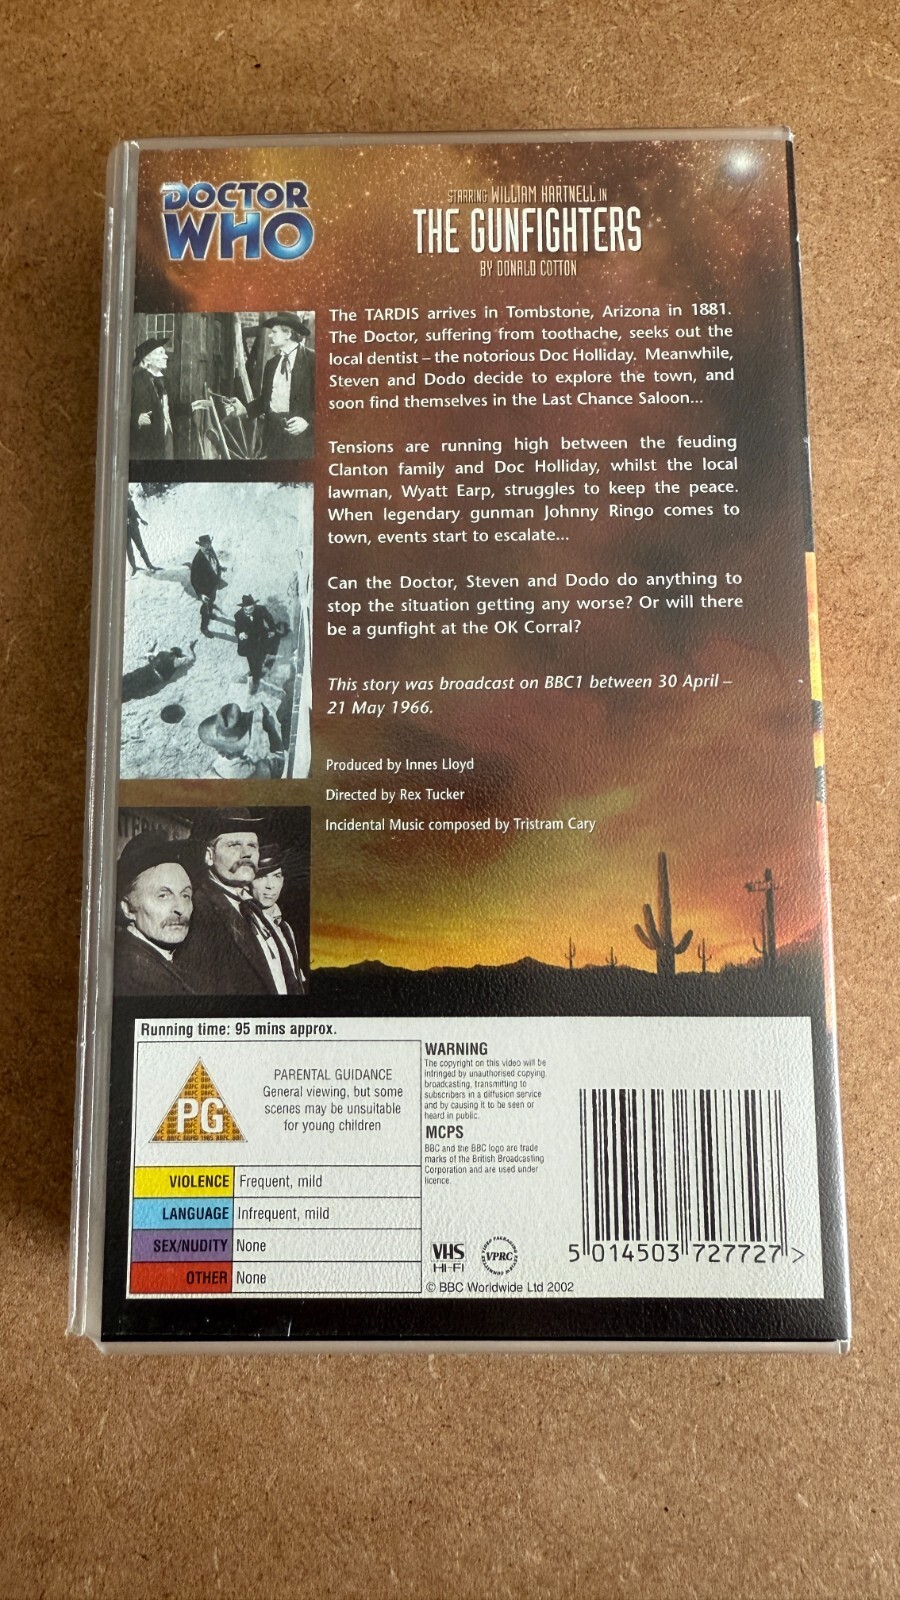 DOCTOR
WHO
STARRING WILLIAM HARTNELL IN
THE GUNFIGHTERS
BY DONALD COTTON
The TARDIS arrives in Tombstone, Arizona in 1881.
The Doctor, suffering from toothache, seeks out the
local dentist – the notorious Doc Holliday. Meanwhile,
Steven and Dodo decide to explore the town, and
soon find themselves in the Last Chance Saloon...
Tensions are running high between the feuding
Clanton family and Doc Holliday, whilst the local
lawman, Wyatt Earp, struggles to keep the peace.
When legendary gunman Johnny Ringo comes to
town, events start to escalate...
Can the Doctor, Steven and Dodo do anything to
stop the situation getting any worse? Or will there
be a gunfight at the OK Corral?
This story was broadcast on BBC1 between 30 April –
21 May 1966.
Produced by Innes Lloyd
Directed by Rex Tucker
Incidental Music composed by Tristram Cary
Running time: 95 mins approx.
PG
PARENTAL GUIDANCE
General viewing, but some
scenes may be unsuitable
for young children
VIOLENCE Frequent, mild
LANGUAGE Infrequent, mild
SEX/NUDITY None
OTHER None
WARNING
The copyright on this video will be
infringed by unauthorised copying,
broadcasting, transmitting to
subscribers in a diffusion service
and by causing it to be seen or
heard in public.
MCPS
BBC and the BBC logo are trade
marks of the British Broadcasting
Corporation and are used under
licence.
VHS
HI-FI
VPRC
© BBC Worldwide Ltd 2002
5 014503 727727 >